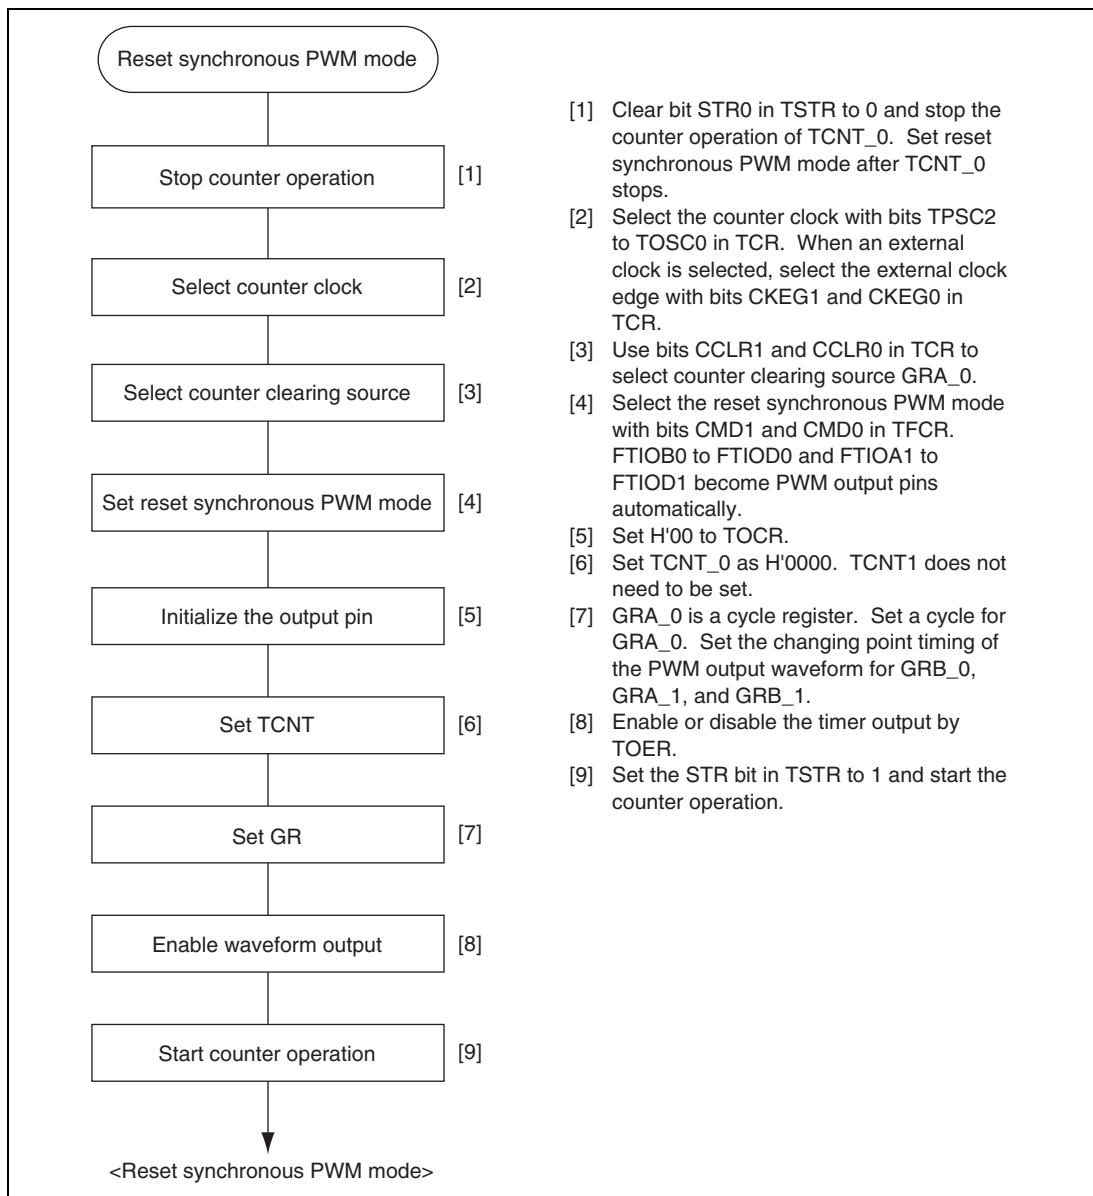 Reset synchronous PWM mode
Stop counter operation [1]
Select counter clock [2]
Select counter clearing source [3]
Set reset synchronous PWM mode [4]
Initialize the output pin [5]
Set TCNT [6]
Set GR [7]
Enable waveform output [8]
Start counter operation [9]
<Reset synchronous PWM mode>
[1] Clear bit STR0 in TSTR to 0 and stop the
counter operation of TCNT_0. Set reset
synchronous PWM mode after TCNT_0
stops.
[2] Select the counter clock with bits TPSC2
to TOSC0 in TCR. When an external
clock is selected, select the external clock
edge with bits CKEG1 and CKEG0 in
TCR.
[3] Use bits CCLR1 and CCLR0 in TCR to
select counter clearing source GRA_0.
[4] Select the reset synchronous PWM mode
with bits CMD1 and CMD0 in TFCR.
FTIOB0 to FTIOD0 and FTIOA1 to
FTIOD1 become PWM output pins
automatically.
[5] Set H'00 to TOCR.
[6] Set TCNT_0 as H'0000. TCNT1 does not
need to be set.
[7] GRA_0 is a cycle register. Set a cycle for
GRA_0. Set the changing point timing of
the PWM output waveform for GRB_0,
GRA_1, and GRB_1.
[8] Enable or disable the timer output by
TOER.
[9] Set the STR bit in TSTR to 1 and start the
counter operation.